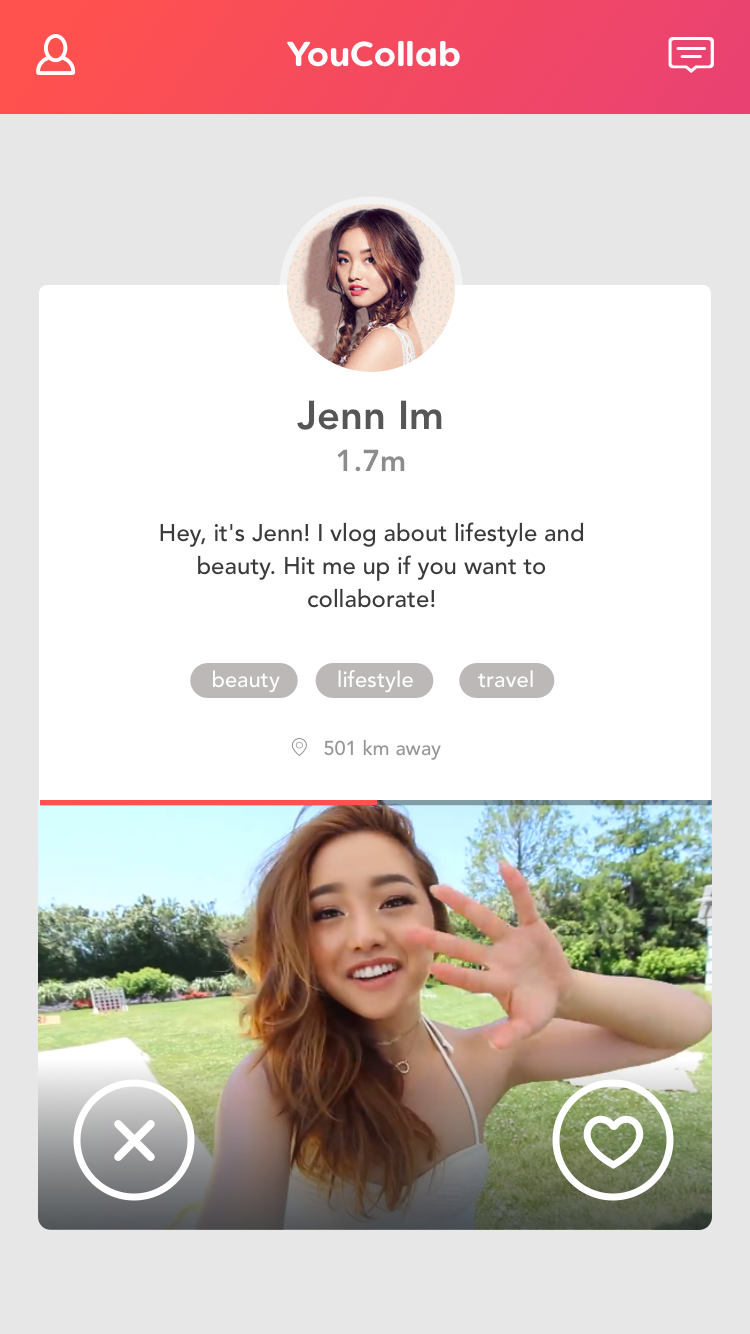 YouCollab
Jenn Im
1.7m
Hey, it's Jenn! I vlog about lifestyle and
beauty. Hit me up if you want to
collaborate!
beauty lifestyle travel
501 km away